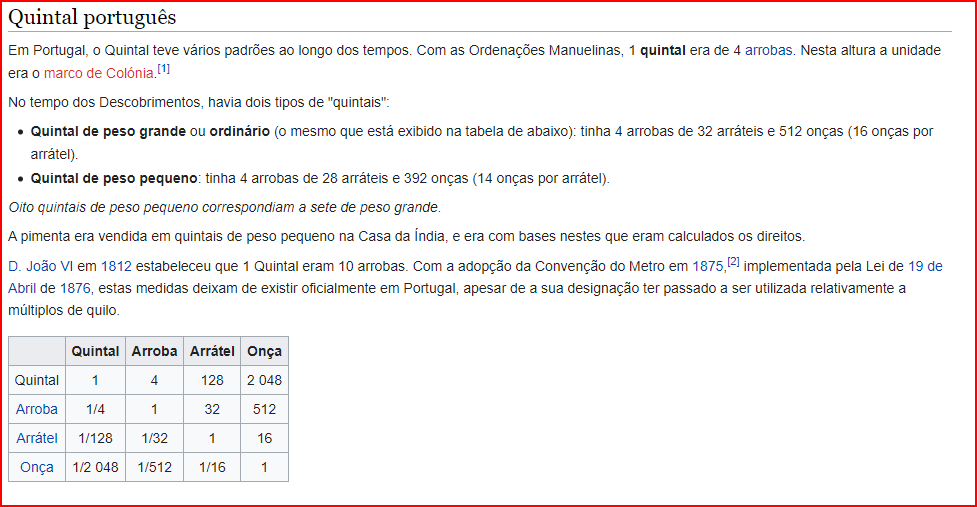 Quintal português
Em Portugal, o Quintal teve vários padrões ao longo dos tempos. Com as Ordenações Manuelinas, 1 quintal era de 4 arrobas. Nesta altura a unidade
era o marco de Colónia.[1]
No tempo dos Descobrimentos, havia dois tipos de "quintais":
• Quintal de peso grande ou ordinário (o mesmo que está exibido na tabela de abaixo): tinha 4 arrobas de 32 arráteis e 512 onças (16 onças por
arrátel).
• Quintal de peso pequeno: tinha 4 arrobas de 28 arráteis e 392 onças (14 onças por arrátel).
Oito quintais de peso pequeno correspondiam a sete de peso grande.
A pimenta era vendida em quintais de peso pequeno na Casa da Índia, e era com bases nestes que eram calculados os direitos.
D. João VI em 1812 estabeleceu que 1 Quintal eram 10 arrobas. Com a adopção da Convenção do Metro em 1875,[2] implementada pela Lei de 19 de
Abril de 1876, estas medidas deixam de existir oficialmente em Portugal, apesar de a sua designação ter passado a ser utilizada relativamente a
múltiplos de quilo.
Quintal Arroba Arrátel Onça
Quintal 1 4 128 2 048
Arroba 1/4 1 32 512
Arrátel 1/128 1/32 1 16
Onça 1/2 048 1/512 1/16 1